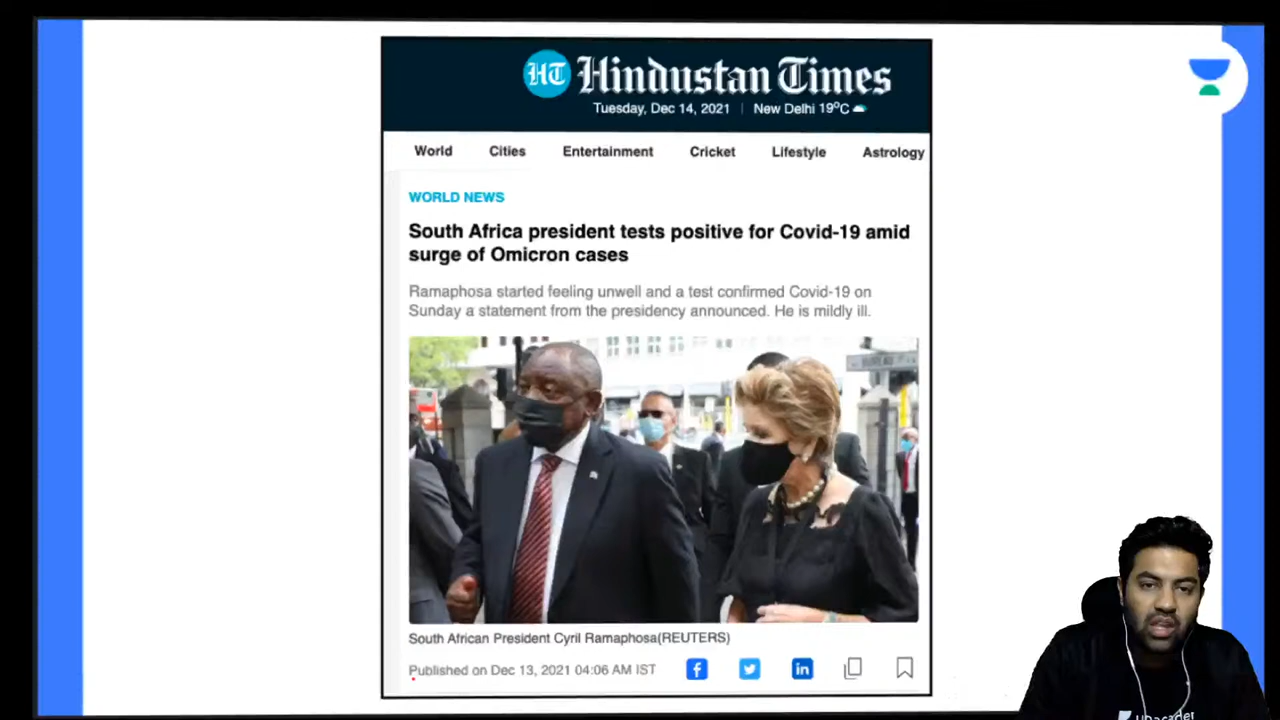 HT Hindustan Times
Tuesday, Dec 14, 2021 | New Delhi 19°C
World Cities Entertainment Cricket Lifestyle Astrology
WORLD NEWS
South Africa president tests positive for Covid-19 amid
surge of Omicron cases
Ramaphosa started feeling unwell and a test confirmed Covid-19 on
Sunday a statement from the presidency announced. He is mildly ill.
South African President Cyril Ramaphosa(REUTERS)
Published on Dec 13, 2021 04:06 AM IST